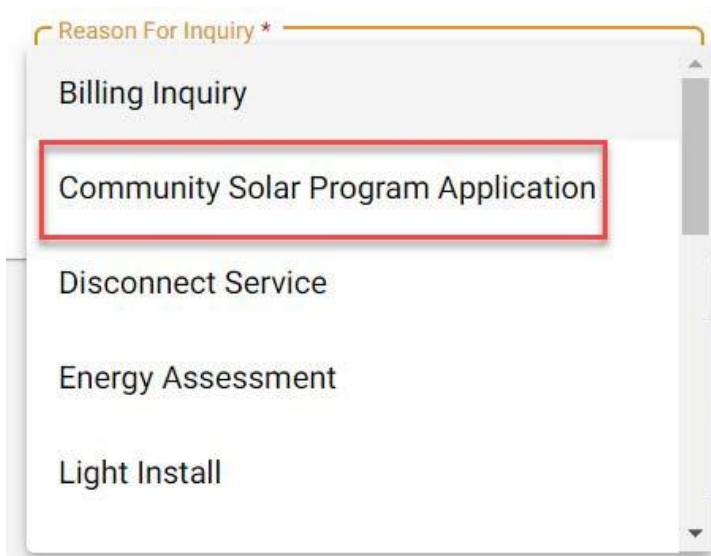 Reason For Inquiry *
Billing Inquiry
Community Solar Program Application
Disconnect Service
Energy Assessment
Light Install